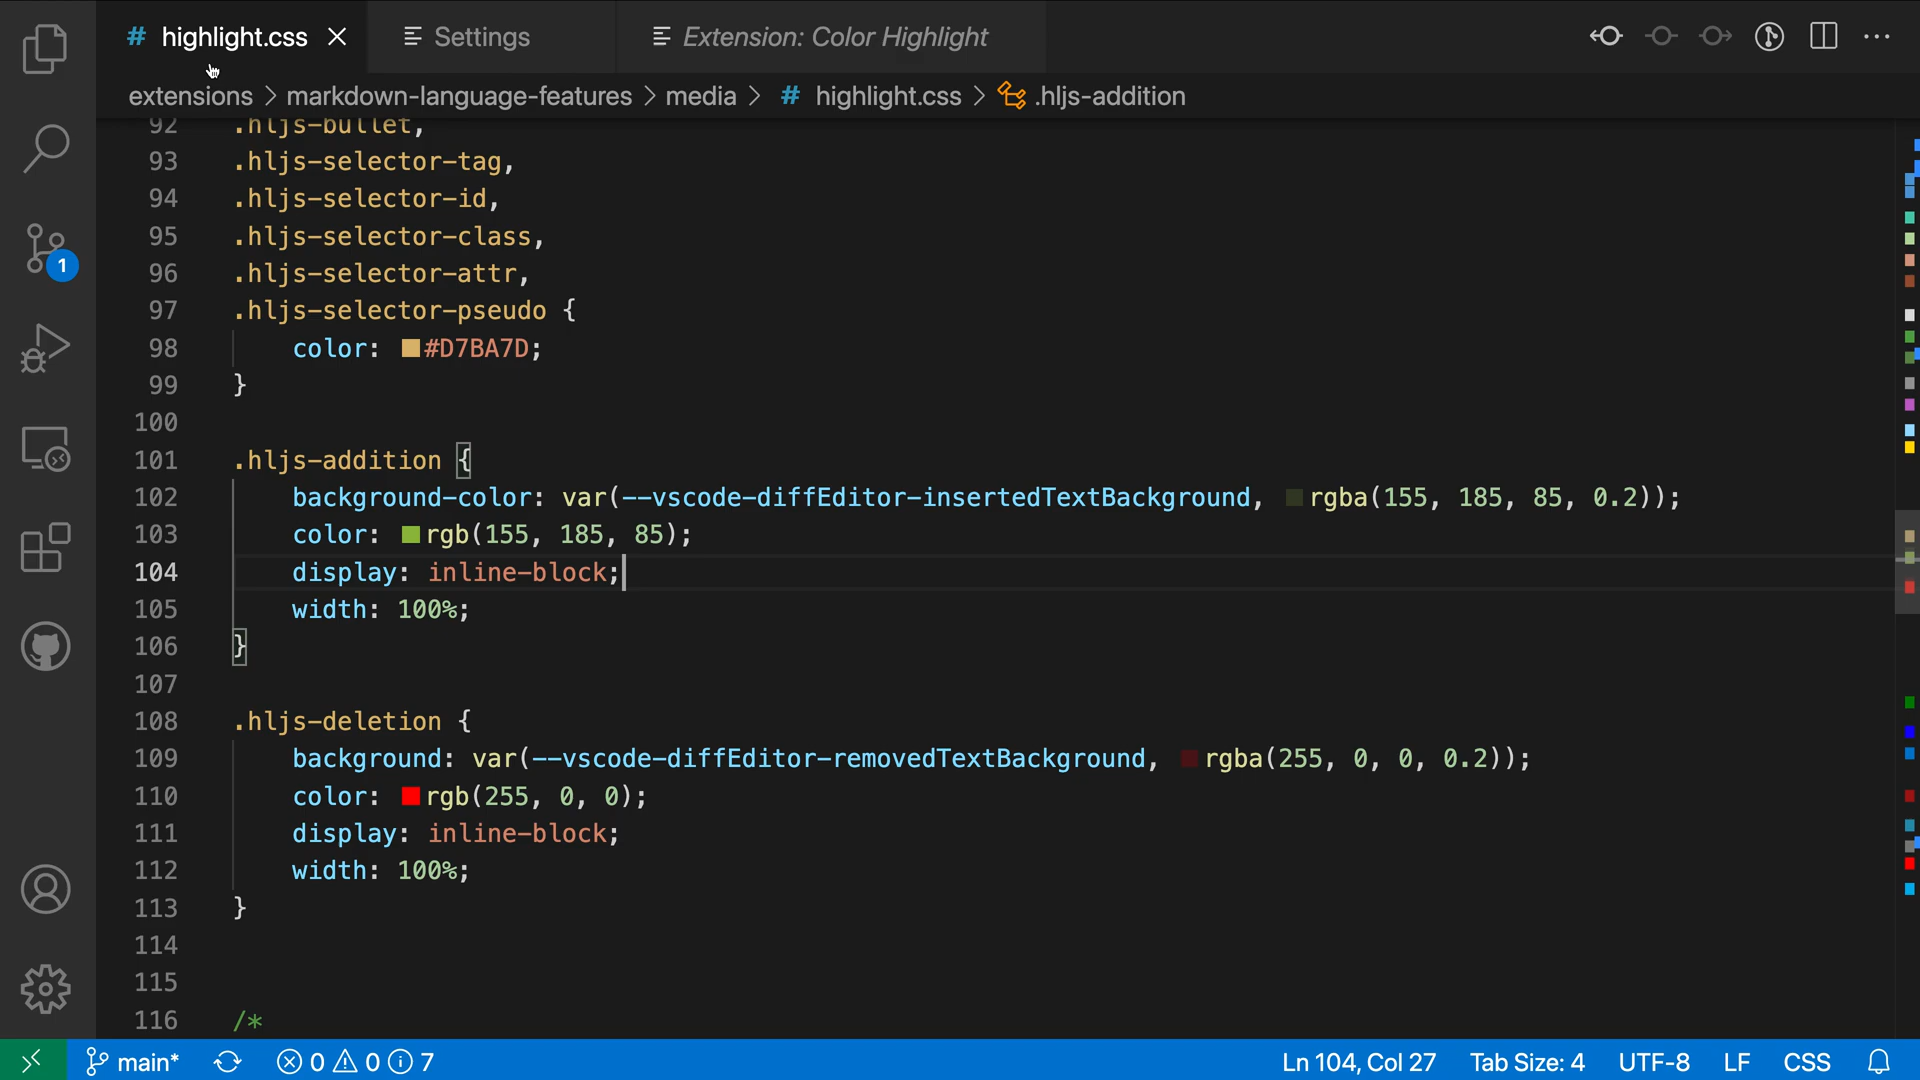 # highlight.css
Settings
Extension: Color Highlight
extensions > markdown-language-features > media > # highlight.css > .hljs-addition
92 .hljs-bullet,
93 .hljs-selector-tag,
94 .hljs-selector-id,
95 .hljs-selector-class,
96 .hljs-selector-attr,
97 .hljs-selector-pseudo {
98 color: #D7BA7D;
99 }
100
101 .hljs-addition {
102 background-color: var(--vscode-diffEditor-insertedTextBackground, rgba(155, 185, 85, 0.2));
103 color: rgb(155, 185, 85);
104 display: inline-block;
105 width: 100%;
106 }
107
108 .hljs-deletion {
109 background: var(--vscode-diffEditor-removedTextBackground, rgba(255, 0, 0, 0.2));
110 color: rgb(255, 0, 0);
111 display: inline-block;
112 width: 100%;
113 }
114
115
116 /*
1
main* 0 0 7 Ln 104, Col 27 Tab Size: 4 UTF-8 LF CSS